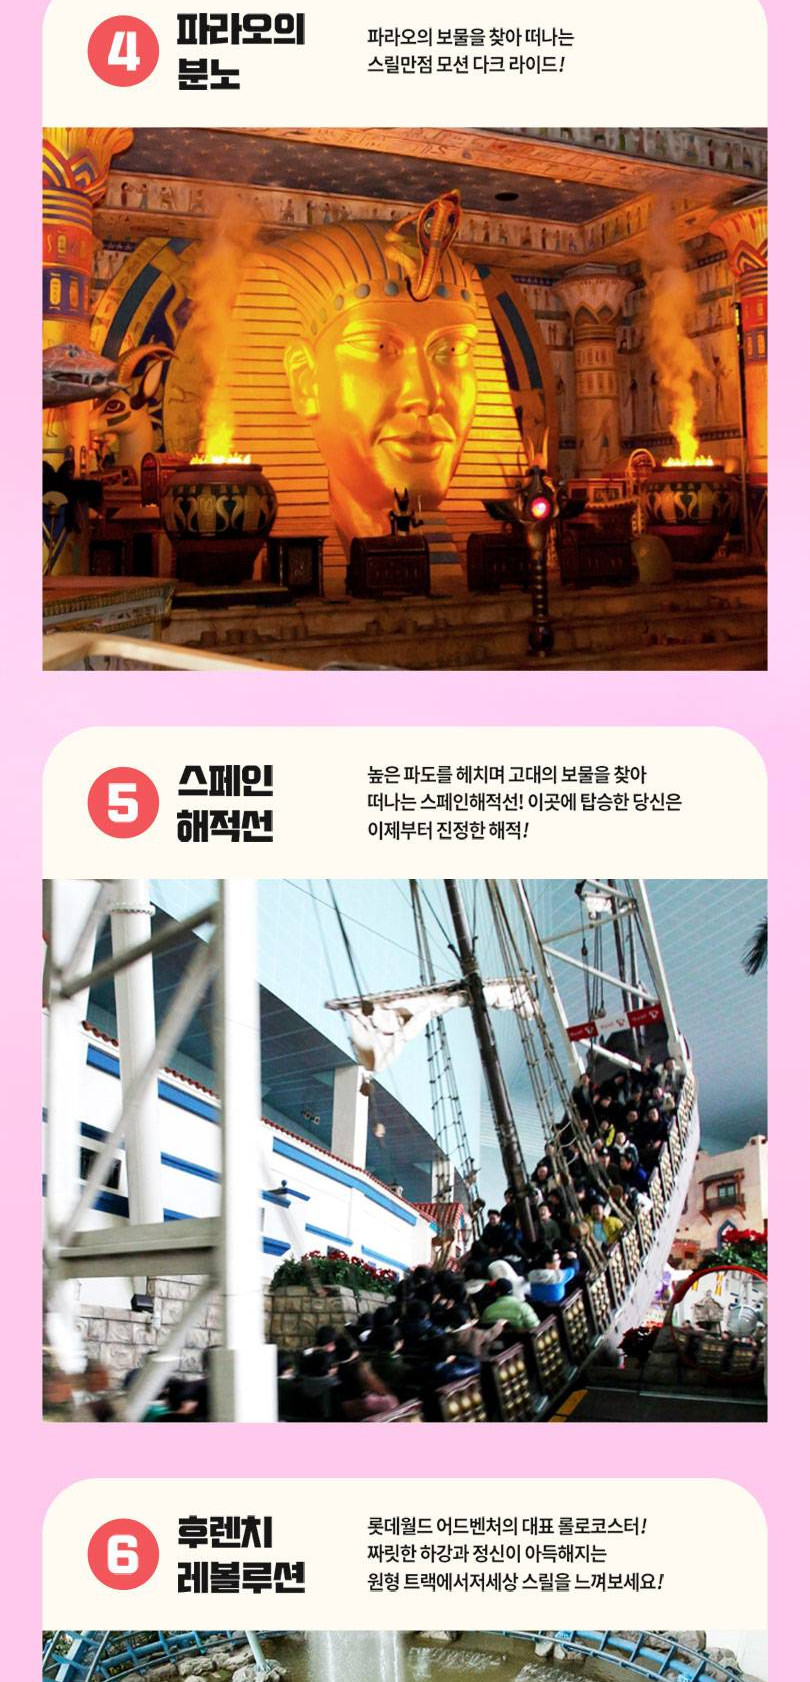 4
파라오의
분노
파라오의 보물을 찾아 떠나는
스릴만점 모션 다크 라이드!
5
스페인
해적선
높은 파도를 헤치며 고대의 보물을 찾아
떠나는 스페인해적선! 이곳에 탑승한 당신은
이제부터 진정한 해적!
6
후렌치
레볼루션
롯데월드 어드벤처의 대표 롤로코스터!
짜릿한 하강과 정신이 아득해지는
원형 트랙에서저세상 스릴을 느껴보세요!